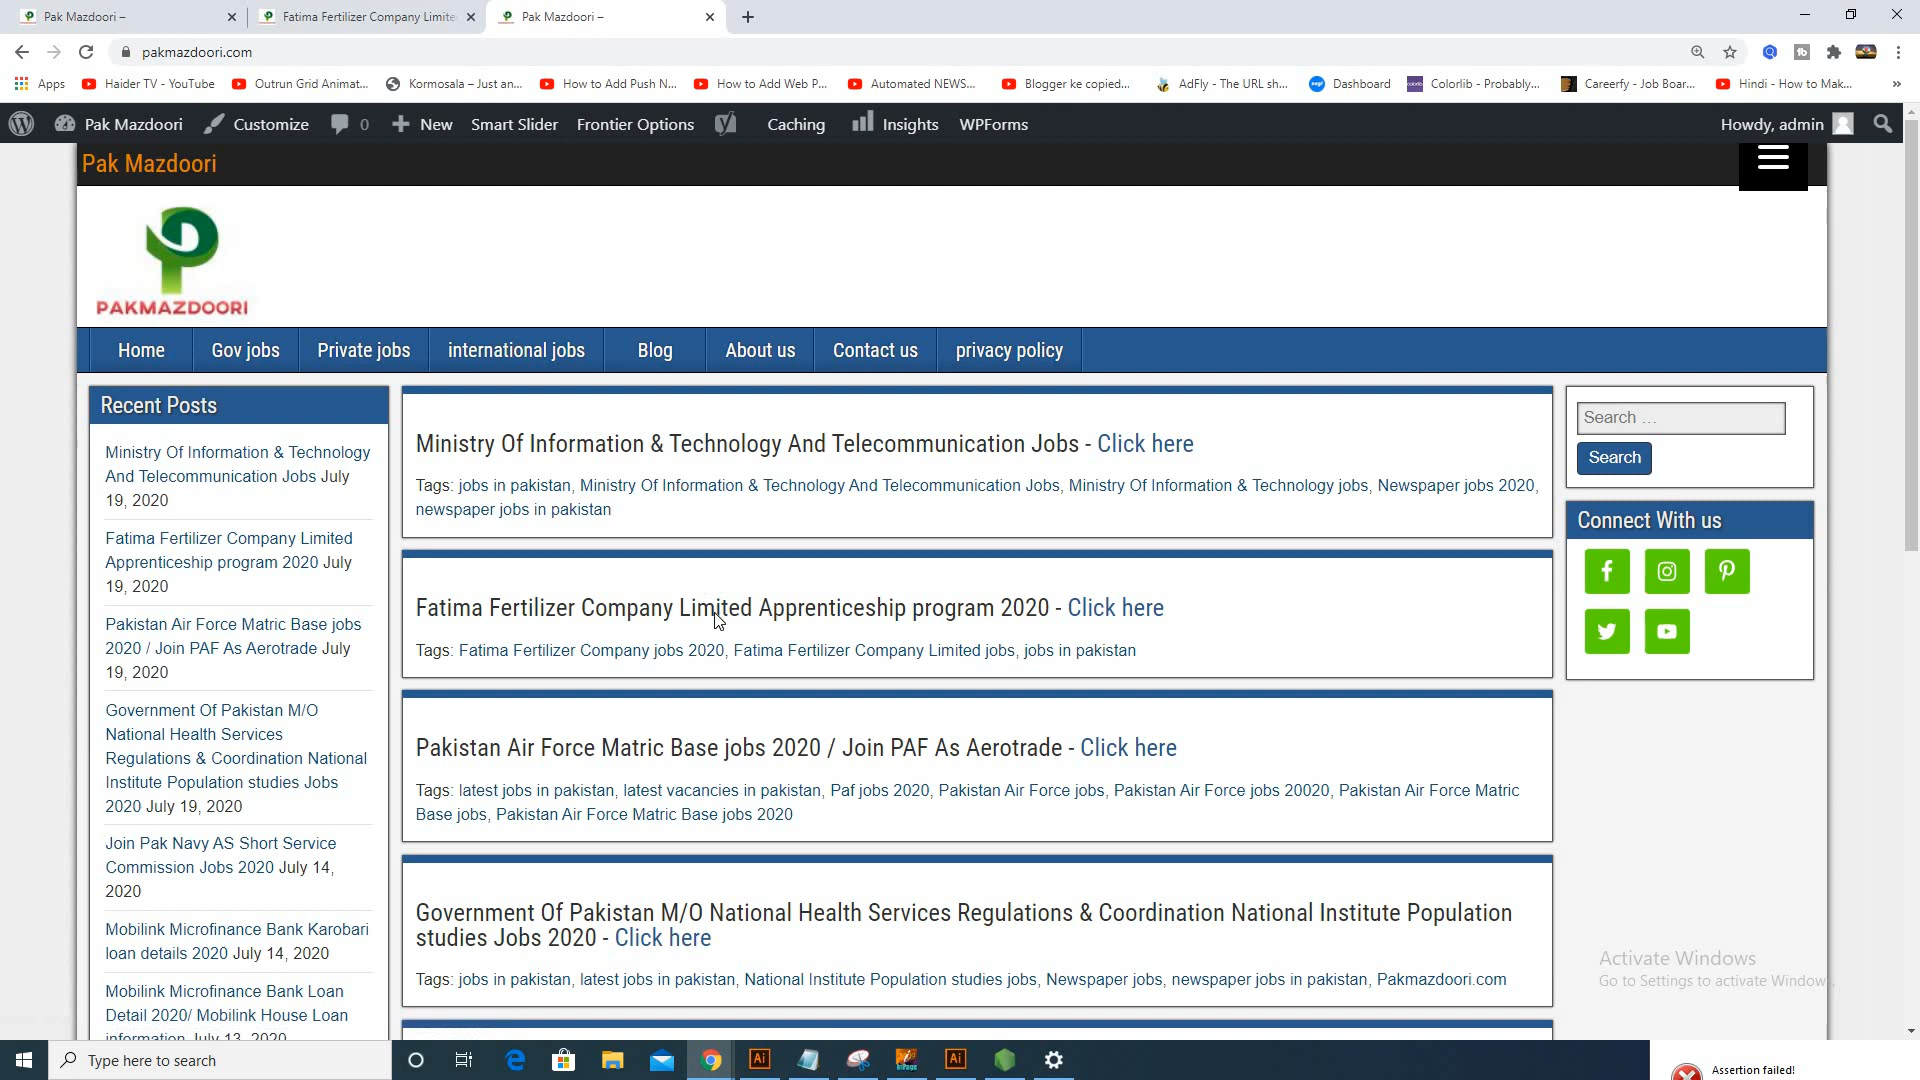 Pak Mazdoori –
Fatima Fertilizer Company Limite
Pak Mazdoori –
pakmazdoori.com
Apps
Haider TV - YouTube
Outrun Grid Animat...
Kormosala – Just an...
How to Add Push N...
How to Add Web P...
Automated NEWS...
Blogger ke copied...
AdFly - The URL sh...
Dashboard
Colorlib - Probably...
Careerfy - Job Boar...
Hindi - How to Mak...
Pak Mazdoori
Customize
0
New
Smart Slider
Frontier Options
Caching
Insights
WPForms
Howdy, admin
Pak Mazdoori
PAKMAZDOORI
Home
Gov jobs
Private jobs
international jobs
Blog
About us
Contact us
privacy policy
Recent Posts
Ministry Of Information & Technology
And Telecommunication Jobs July
19, 2020
Fatima Fertilizer Company Limited
Apprenticeship program 2020 July
19, 2020
Pakistan Air Force Matric Base jobs
2020 / Join PAF As Aerotrade July
19, 2020
Government Of Pakistan M/O
National Health Services
Regulations & Coordination National
Institute Population studies Jobs
2020 July 19, 2020
Join Pak Navy AS Short Service
Commission Jobs 2020 July 14,
2020
Mobilink Microfinance Bank Karobari
loan details 2020 July 14, 2020
Mobilink Microfinance Bank Loan
Detail 2020/ Mobilink House Loan
information July 13, 2020
Ministry Of Information & Technology And Telecommunication Jobs - Click here
Tags: jobs in pakistan, Ministry Of Information & Technology And Telecommunication Jobs, Ministry Of Information & Technology jobs, Newspaper jobs 2020,
newspaper jobs in pakistan
Fatima Fertilizer Company Limited Apprenticeship program 2020 - Click here
Tags: Fatima Fertilizer Company jobs 2020, Fatima Fertilizer Company Limited jobs, jobs in pakistan
Pakistan Air Force Matric Base jobs 2020 / Join PAF As Aerotrade - Click here
Tags: latest jobs in pakistan, latest vacancies in pakistan, Paf jobs 2020, Pakistan Air Force jobs, Pakistan Air Force jobs 20020, Pakistan Air Force Matric
Base jobs, Pakistan Air Force Matric Base jobs 2020
Government Of Pakistan M/O National Health Services Regulations & Coordination National Institute Population
studies Jobs 2020 - Click here
Tags: jobs in pakistan, latest jobs in pakistan, National Institute Population studies jobs, Newspaper jobs, newspaper jobs in pakistan, Pakmazdoori.com
Search ...
Search
Connect With us
Activate Windows
Go to Settings to activate Window
Type here to search
Assertion failed!